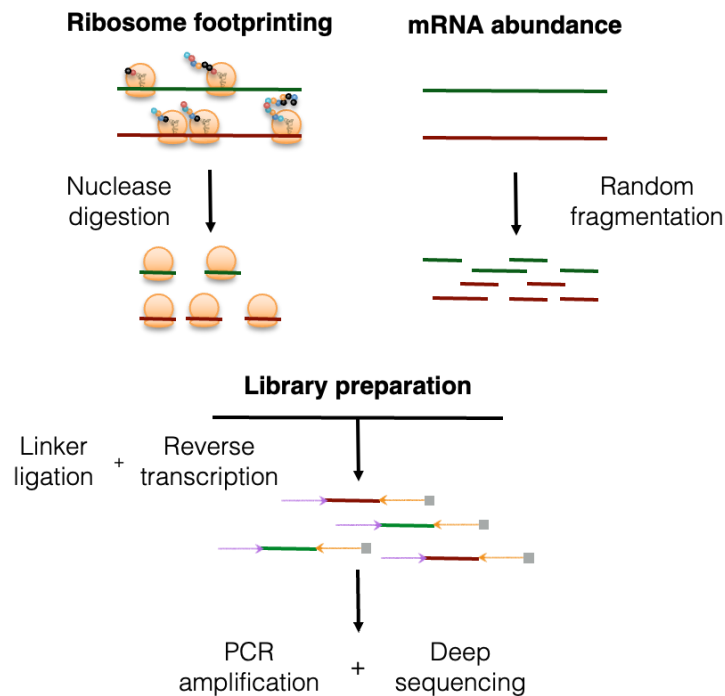 Ribosome footprinting
mRNA abundance
Nuclease
digestion
Random
fragmentation
Library preparation
Linker
ligation
+
Reverse
transcription
PCR
amplification
+
Deep
sequencing